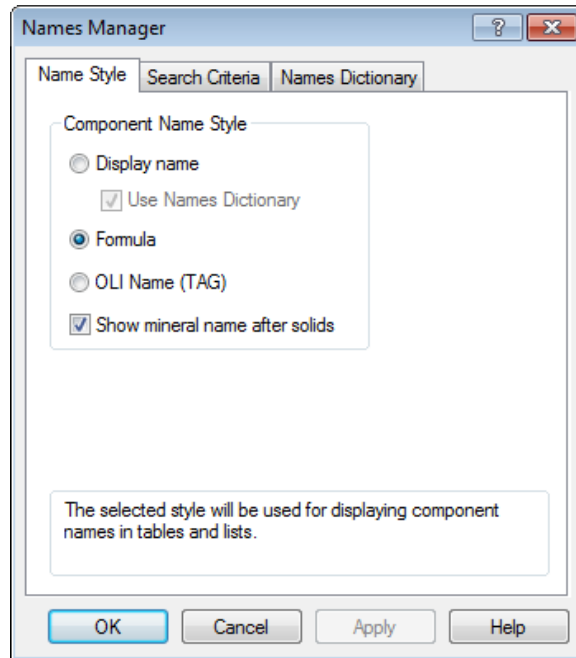 Names Manager
?
Name Style
Search Criteria
Names Dictionary
Component Name Style
Display name
Use Names Dictionary
Formula
OLI Name (TAG)
Show mineral name after solids
The selected style will be used for displaying component
names in tables and lists.
OK
Cancel
Apply
Help